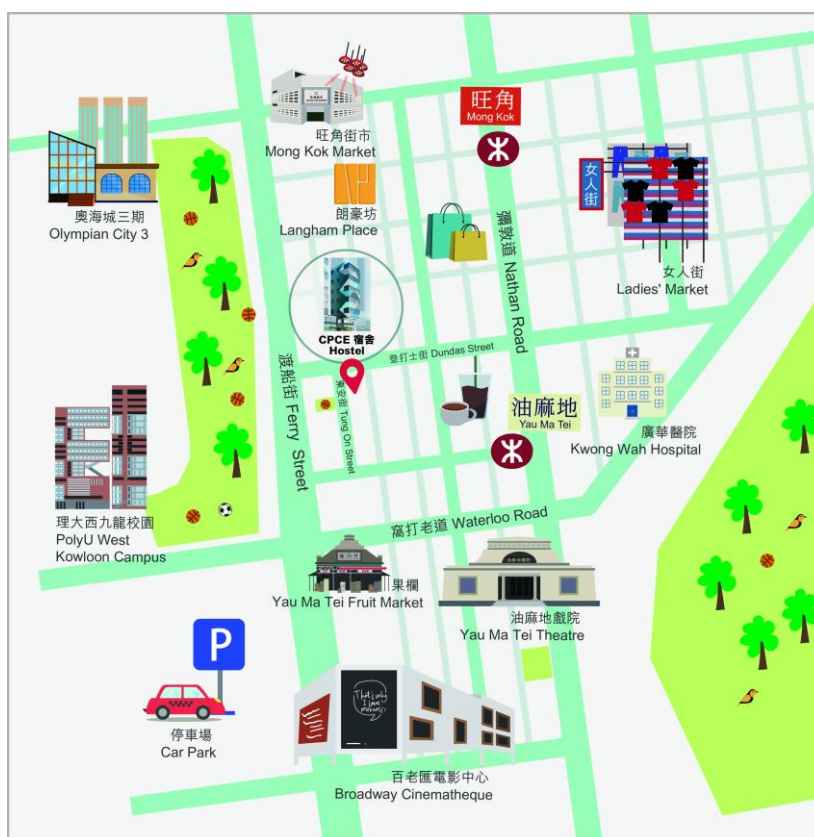 旺角
Mong Kok
旺角街市
Mong Kok Market
女人街
奧海城三期
Olympian City 3
朗豪坊
Langham Place
彌敦道 Nathan Road
女人街
Ladies' Market
CPCE 宿舍
Hostel
登打士街 Dundas Street
渡船街 Ferry Street
東安街 Tung On Street
油麻地
Yau Ma Tei
廣華醫院
Kwong Wah Hospital
理大西九龍校園
PolyU West
Kowloon Campus
窩打老道 Waterloo Road
果欄
Yau Ma Tei Fruit Market
油麻地戲院
Yau Ma Tei Theatre
P
停車場
Car Park
That's why
I love
百老匯電影中心
Broadway Cinematheque